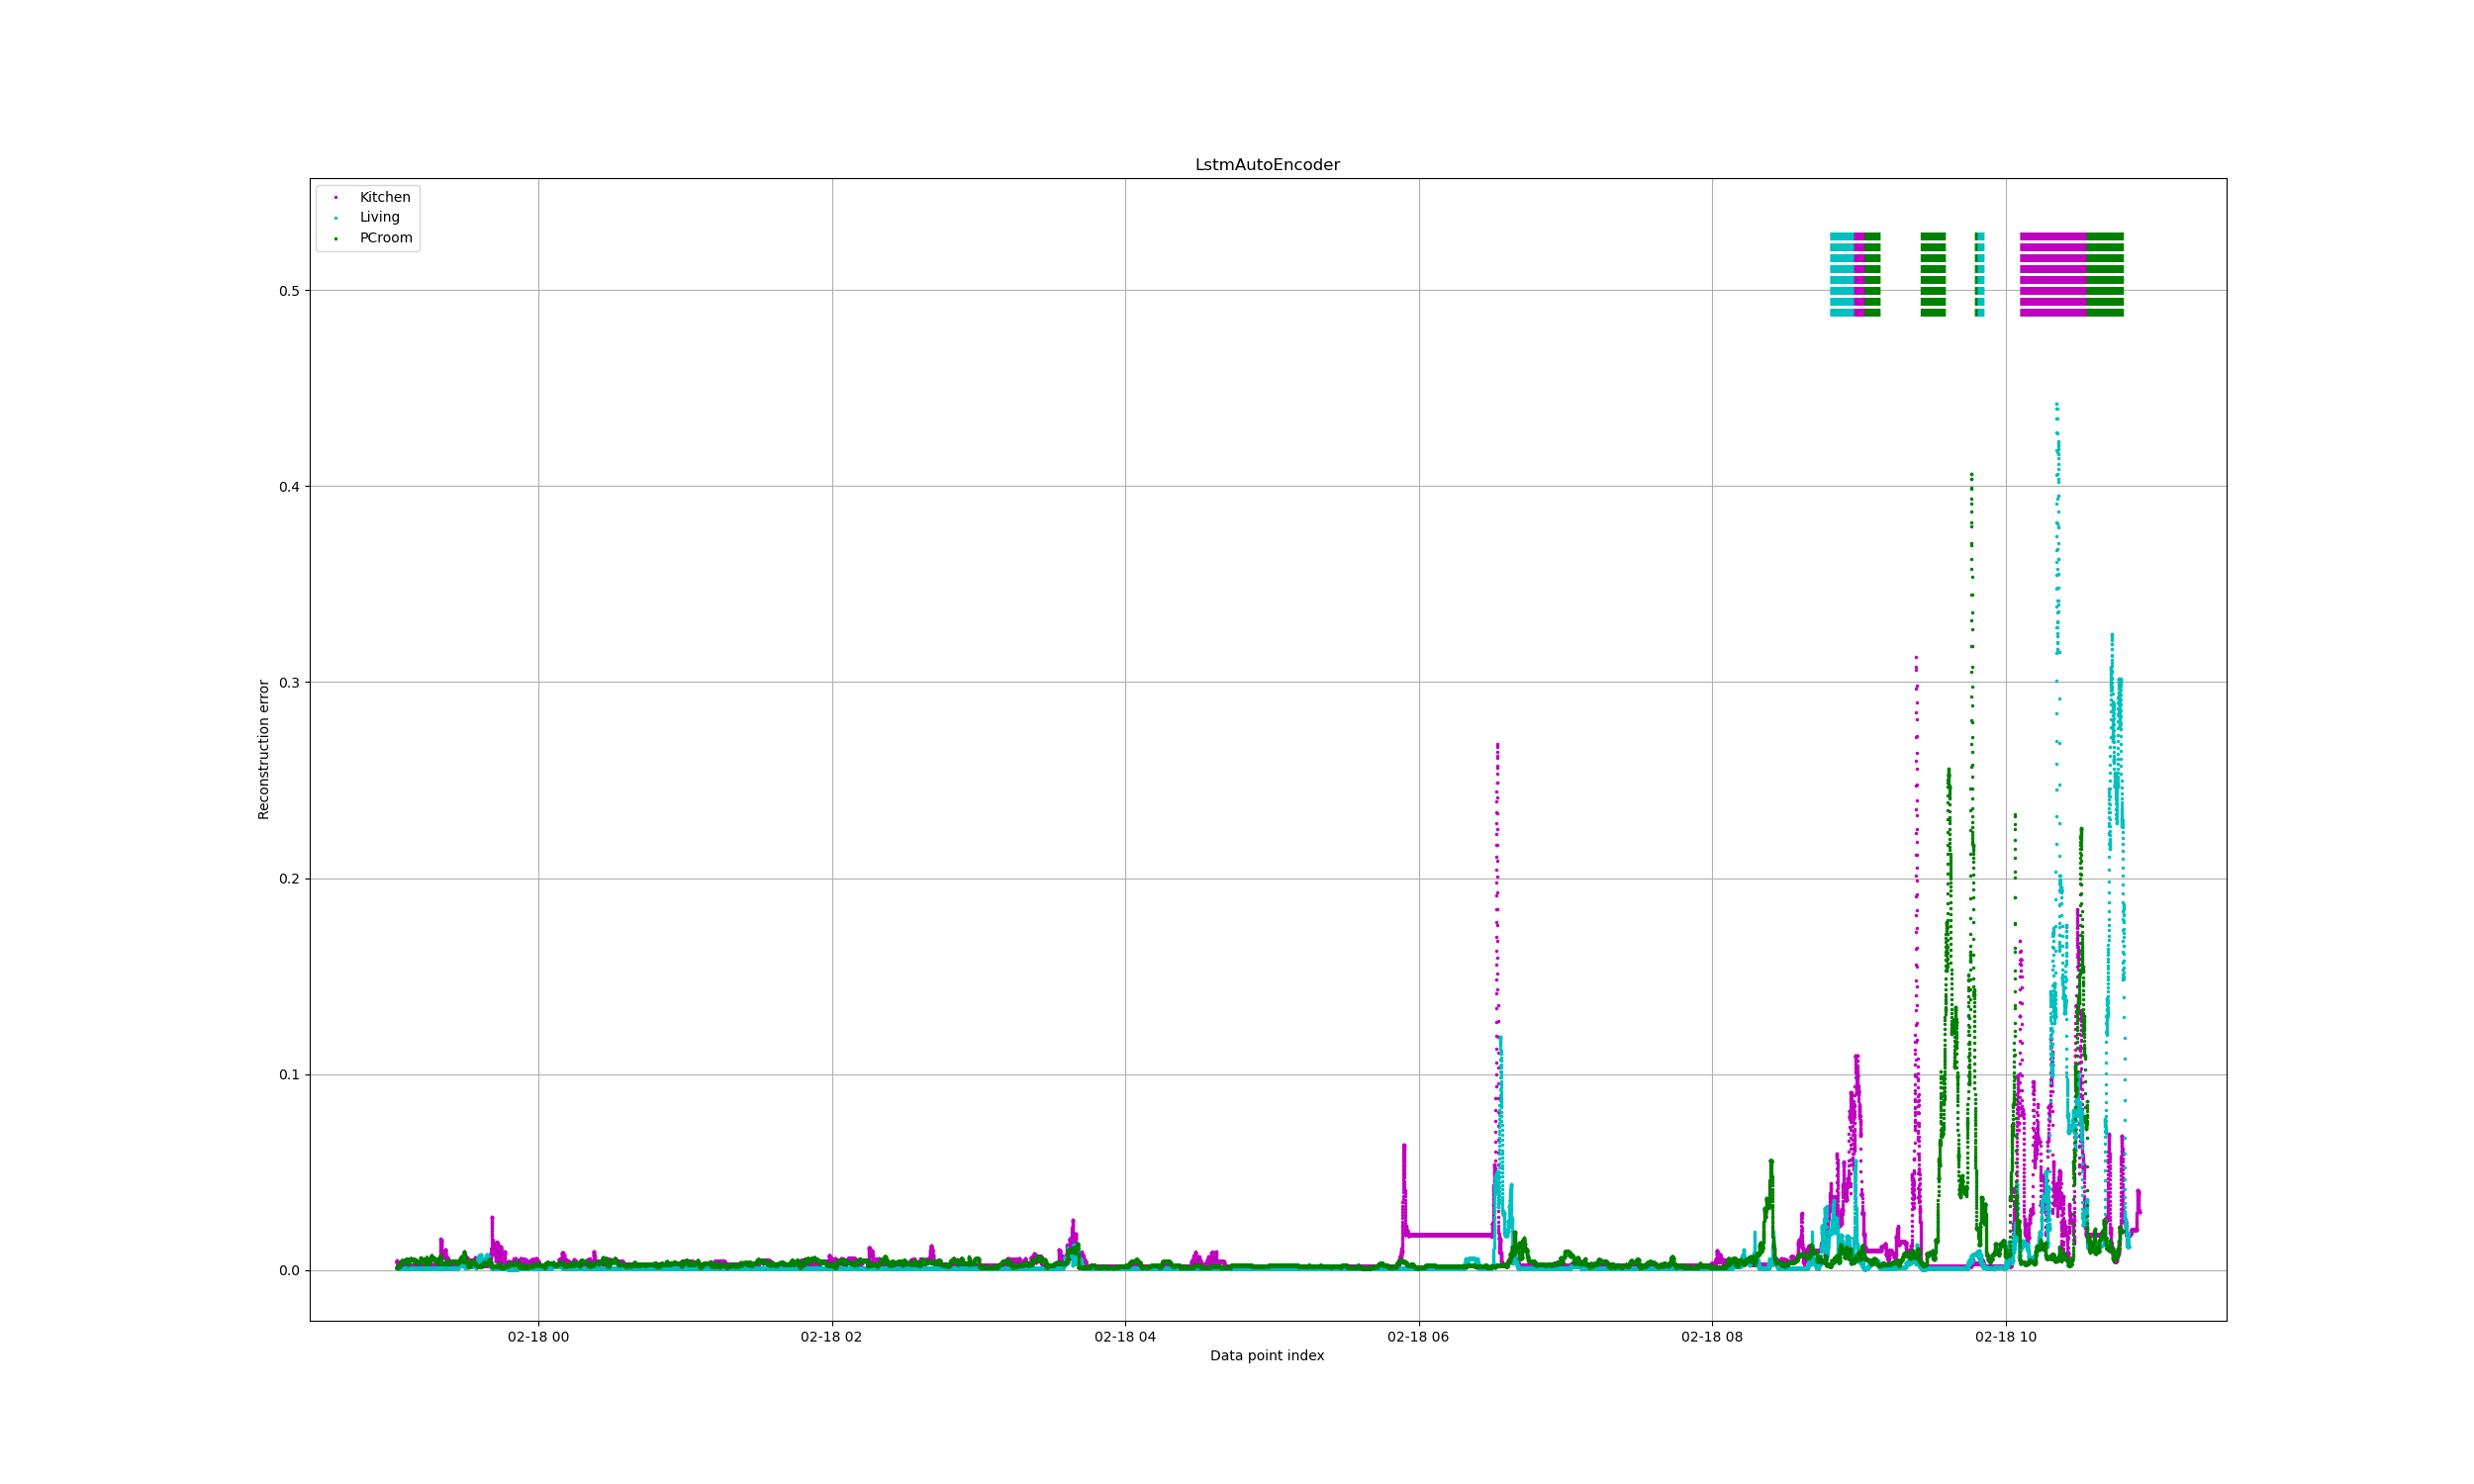 LstmAutoEncoder
Kitchen
Living
PCroom
0.5
0.4
0.3
0.2
0.1
0.0
Reconstruction error
02-18 00
02-18 02
02-18 04
02-18 06
02-18 08
02-18 10
Data point index